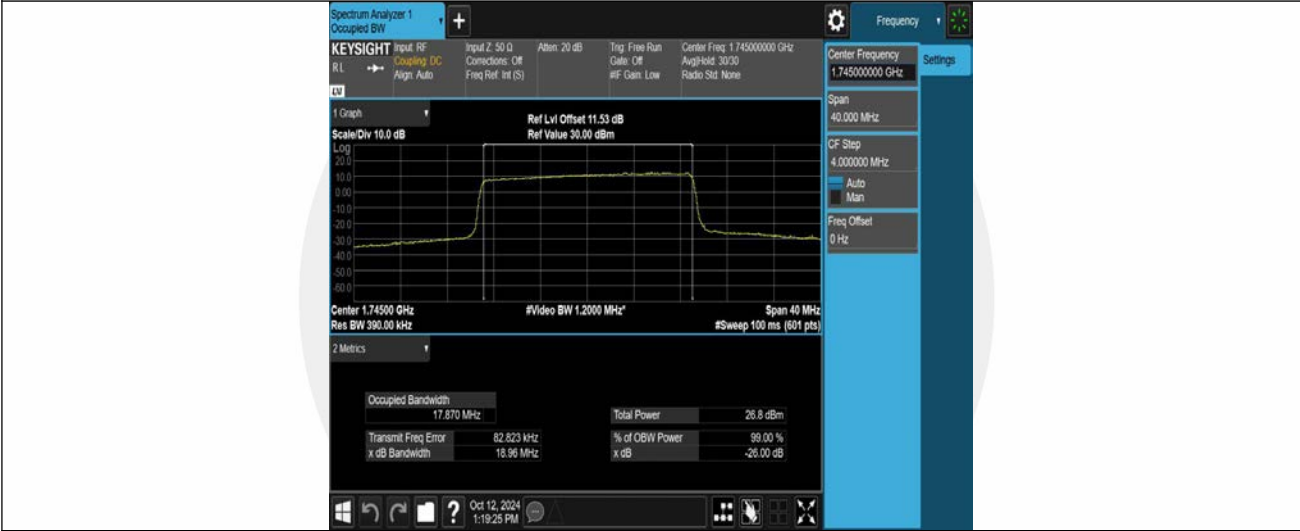 Spectrum Analyzer 1
Occupied BW
+
Frequency
KEYSIGHT
RL
LV
Input: RF
Coupling: DC
Align: Auto
Input Z: 50 Ω
Corrections: Off
Freq Ref: Int (S)
Atten: 20 dB
Trig: Free Run
Gate: Off
#IF Gain: Low
Center Freq: 1.745000000 GHz
Avg|Hold: 30/30
Radio Std: None
Center Frequency
1.745000000 GHz
Settings
Span
40.000 MHz
CF Step
4.000000 MHz
Auto
Man
Freq Offset
0 Hz
1 Graph
Scale/Div 10.0 dB
Ref Lvl Offset 11.53 dB
Ref Value 30.00 dBm
Log
20.0
10.0
0.00
-10.0
-20.0
-30.0
-40.0
-50.0
-60.0
Center 1.74500 GHz
#Video BW 1.2000 MHz*
Span 40 MHz
Res BW 390.00 kHz
#Sweep 100 ms (601 pts)
2 Metrics
Occupied Bandwidth
17.870 MHz
Total Power 26.8 dBm
Transmit Freq Error 82.823 kHz
% of OBW Power 99.00 %
x dB Bandwidth 18.96 MHz
x dB -26.00 dB
?
Oct 12, 2024
1:19:25 PM